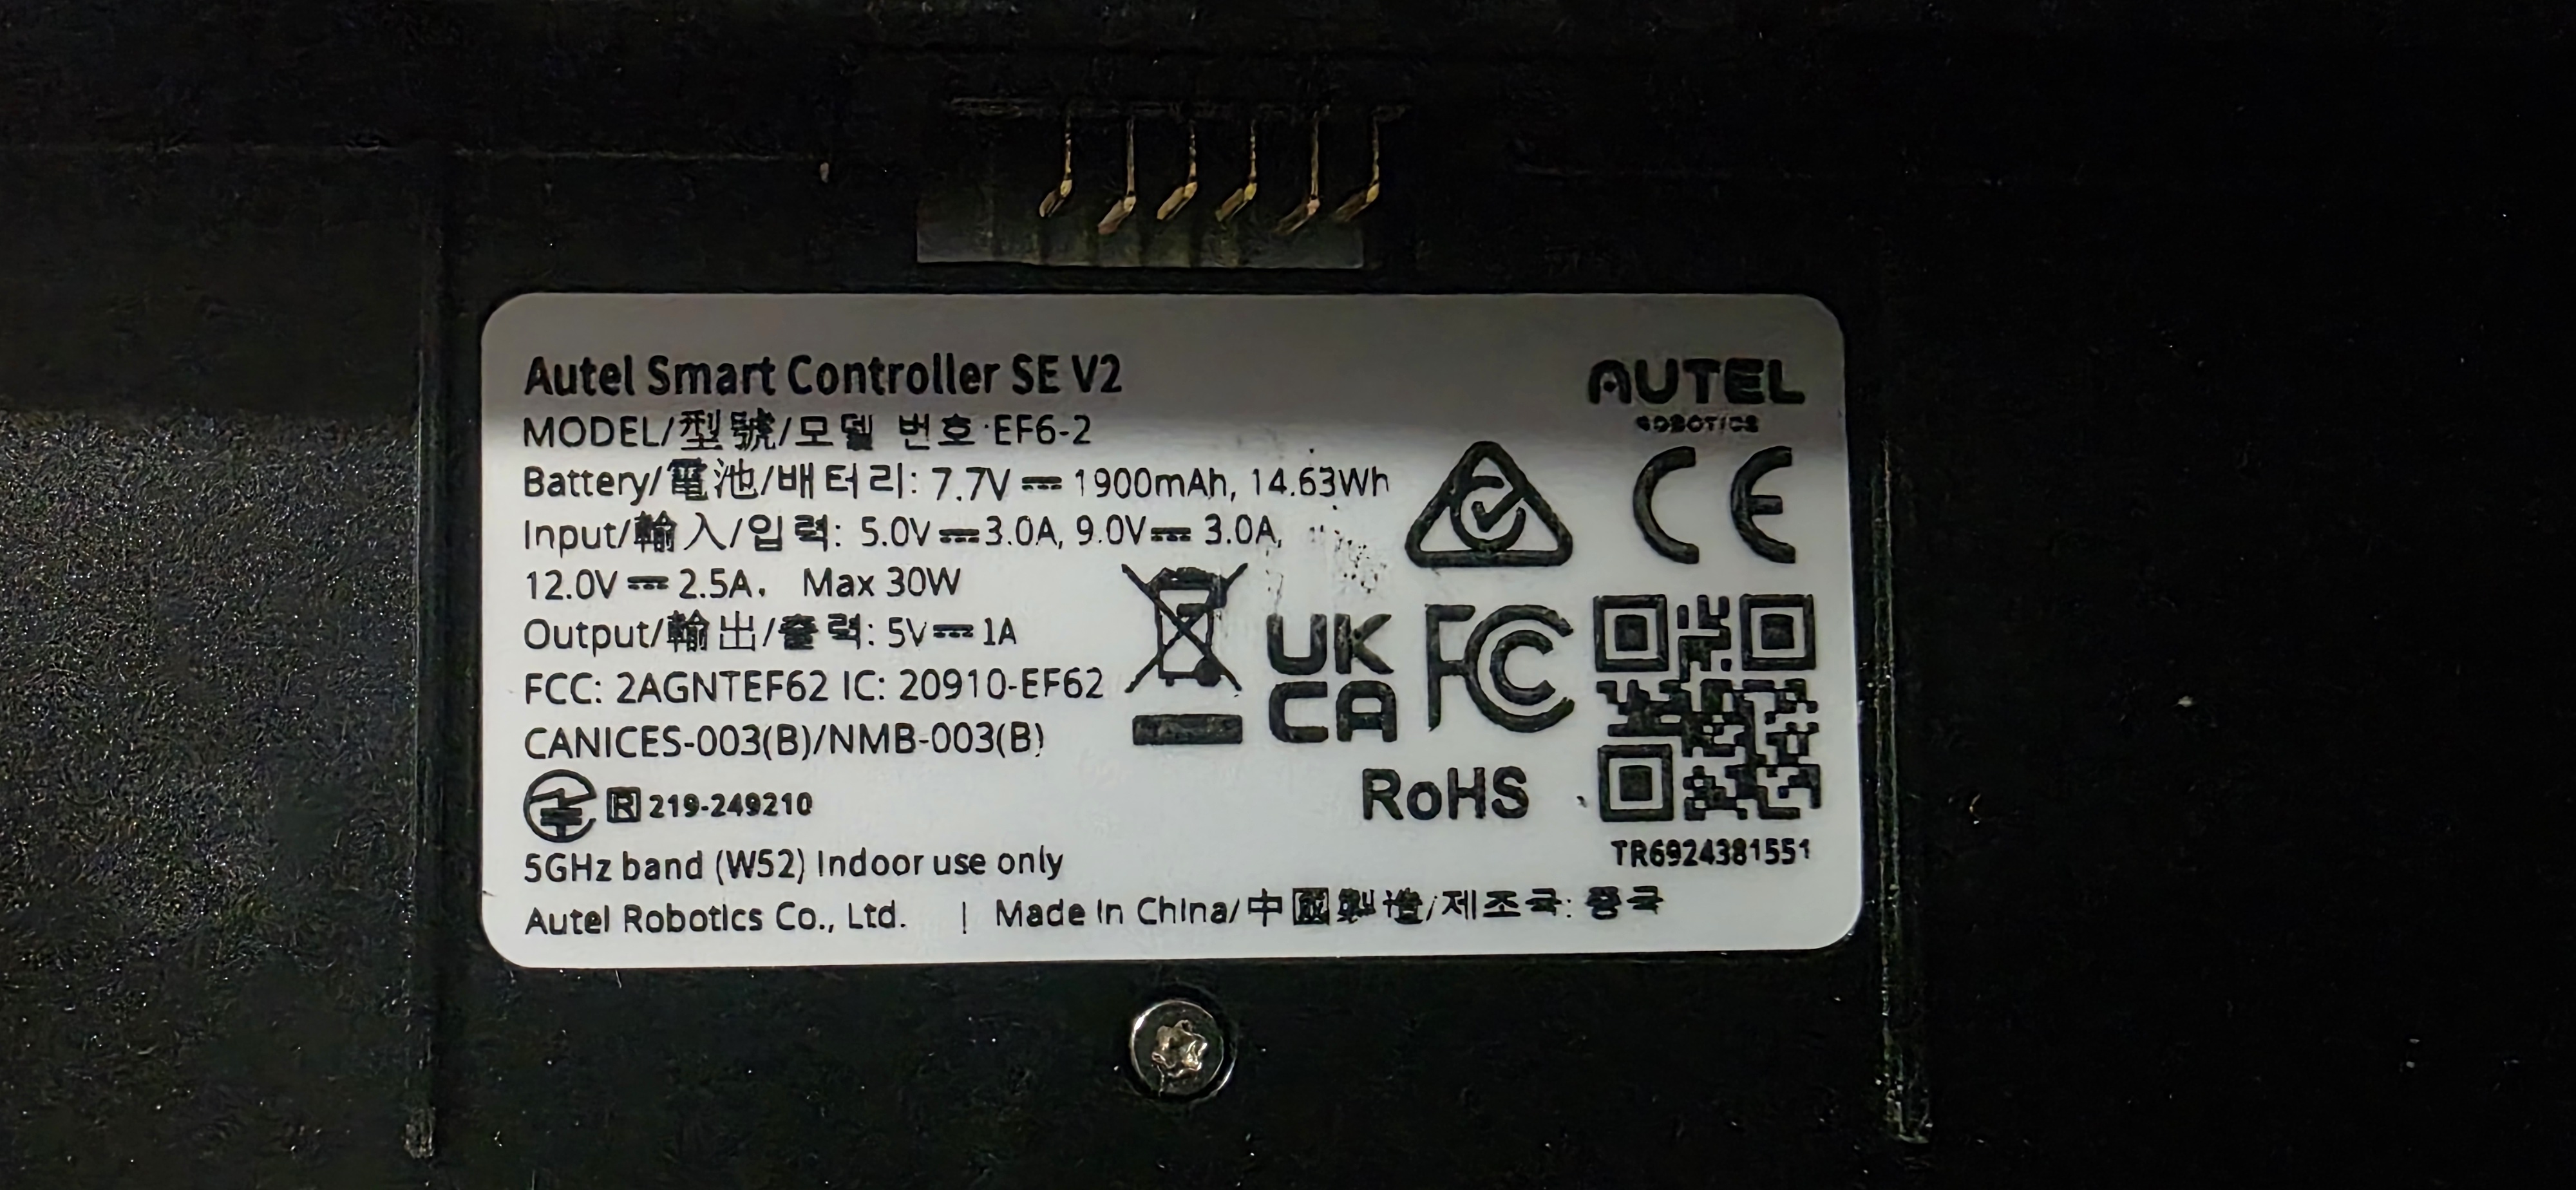 Autel Smart Controller SE V2
AUTEL
ROBOTICS
MODEL/型號/모델 번호:EF6-2
Battery/電池/배터리: 7.7V⎓ 1900mAh, 14.63Wh
Input/輸入/입력: 5.0V⎓3.0A, 9.0V⎓ 3.0A,
12.0V⎓2.5A, Max 30W
Output/輸出/출력: 5V⎓1A
FCC: 2AGNTEF62 IC: 20910-EF62
CANICES-003(B)/NMB-003(B)
R 219-249210
5GHz band (W52) Indoor use only
Autel Robotics Co., Ltd. | Made in China/中國製造/제조국: 중국
CE
UK
CA
FC
RoHS
TR6924381551